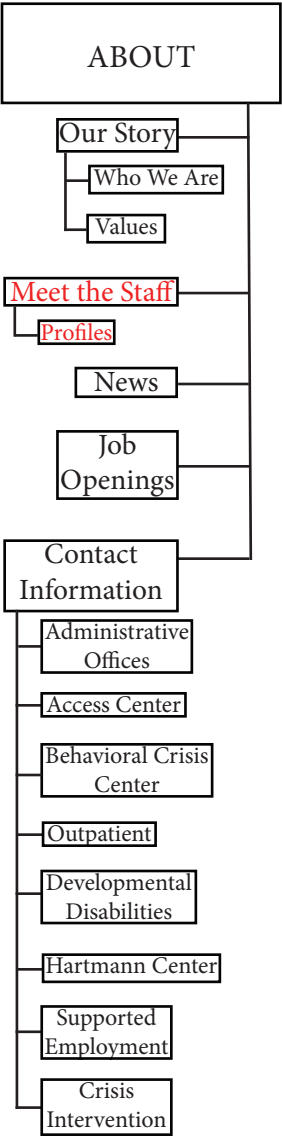 ABOUT
Our Story
Who We Are
Values
Meet the Staff
Profiles
News
Job
Openings
Contact
Information
Administrative
Offices
Access Center
Behavioral Crisis
Center
Outpatient
Developmental
Disabilities
Hartmann Center
Supported
Employment
Crisis
Intervention